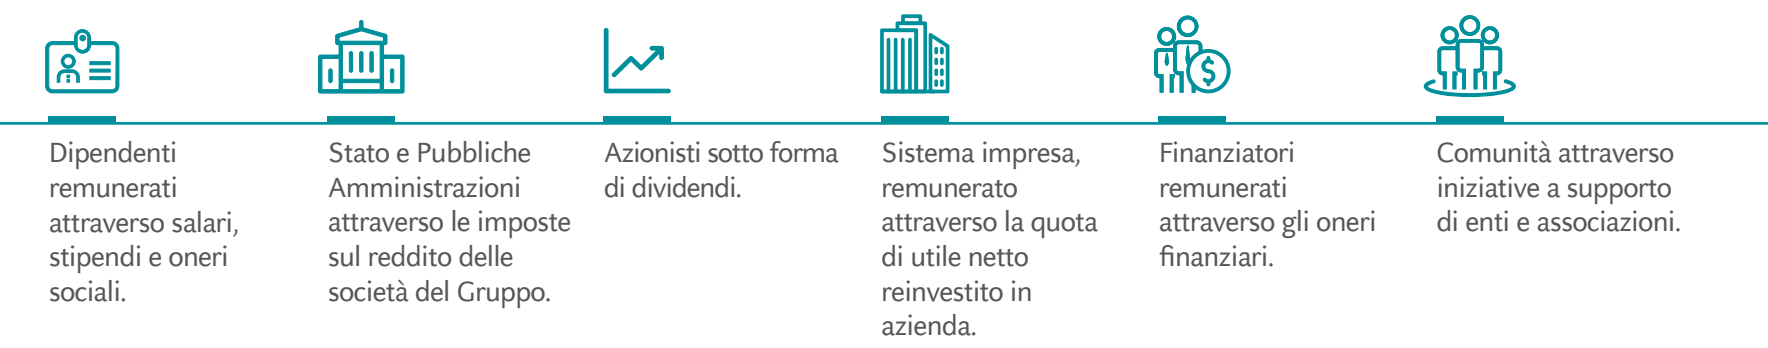 Dipendenti
remunerati
attraverso salari,
stipendi e oneri
sociali.
Stato e Pubbliche
Amministrazioni
attraverso le imposte
sul reddito delle
società del Gruppo.
Azionisti sotto forma
di dividendi.
Sistema impresa,
remunerato
attraverso la quota
di utile netto
reinvestito in
azienda.
Finanziatori
remunerati
attraverso gli oneri
finanziari.
Comunità attraverso
iniziative a supporto
di enti e associazioni.